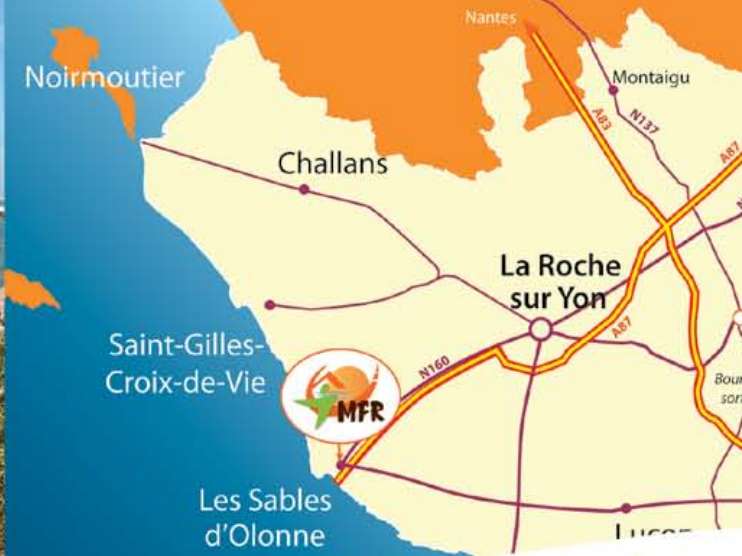 Nantes
Noirmoutier
Montaigu
A83
N137
A87
Challans
La Roche
sur Yon
A87
Saint-Gilles-
Croix-de-Vie
N160
MFR
Les Sables
d'Olonne